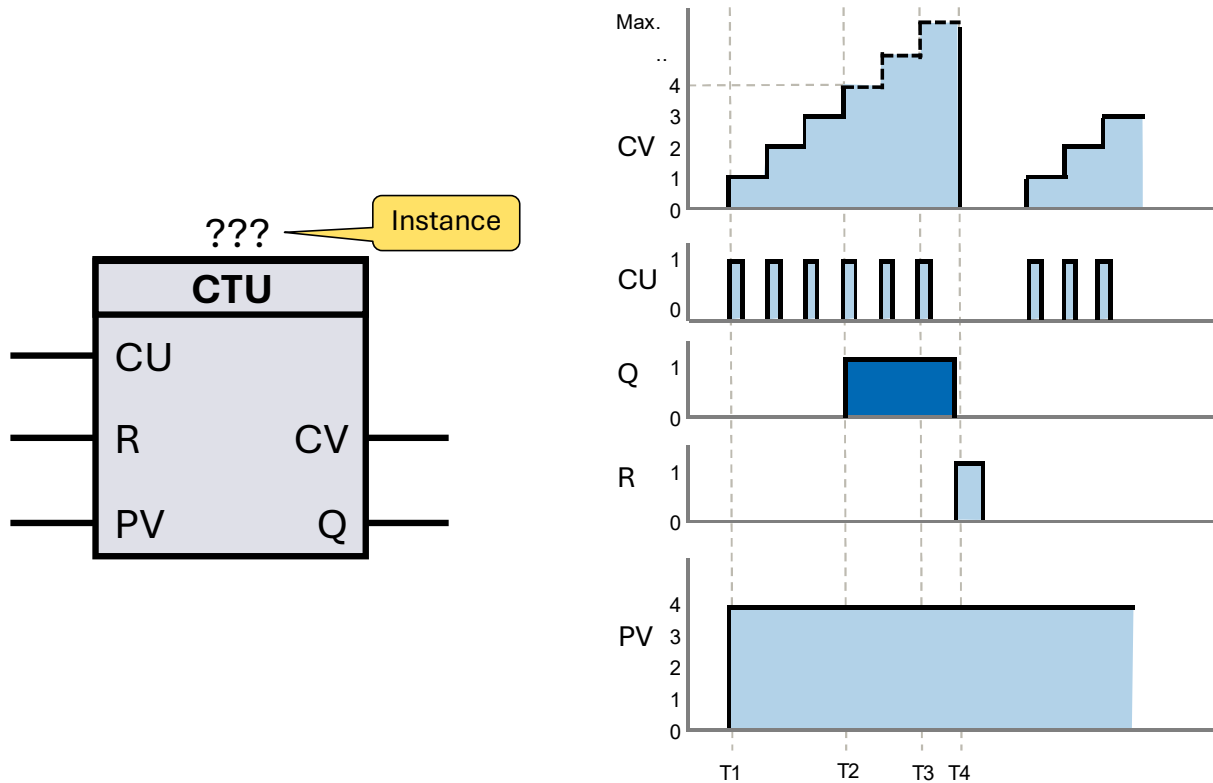 ???
Instance
CTU
CU
R CV
PV Q
Max.
..
4
3
CV 2
1
0
1
CU
0
Q 1
0
R 1
0
4
PV 3
2
1
0
T1 T2 T3 T4